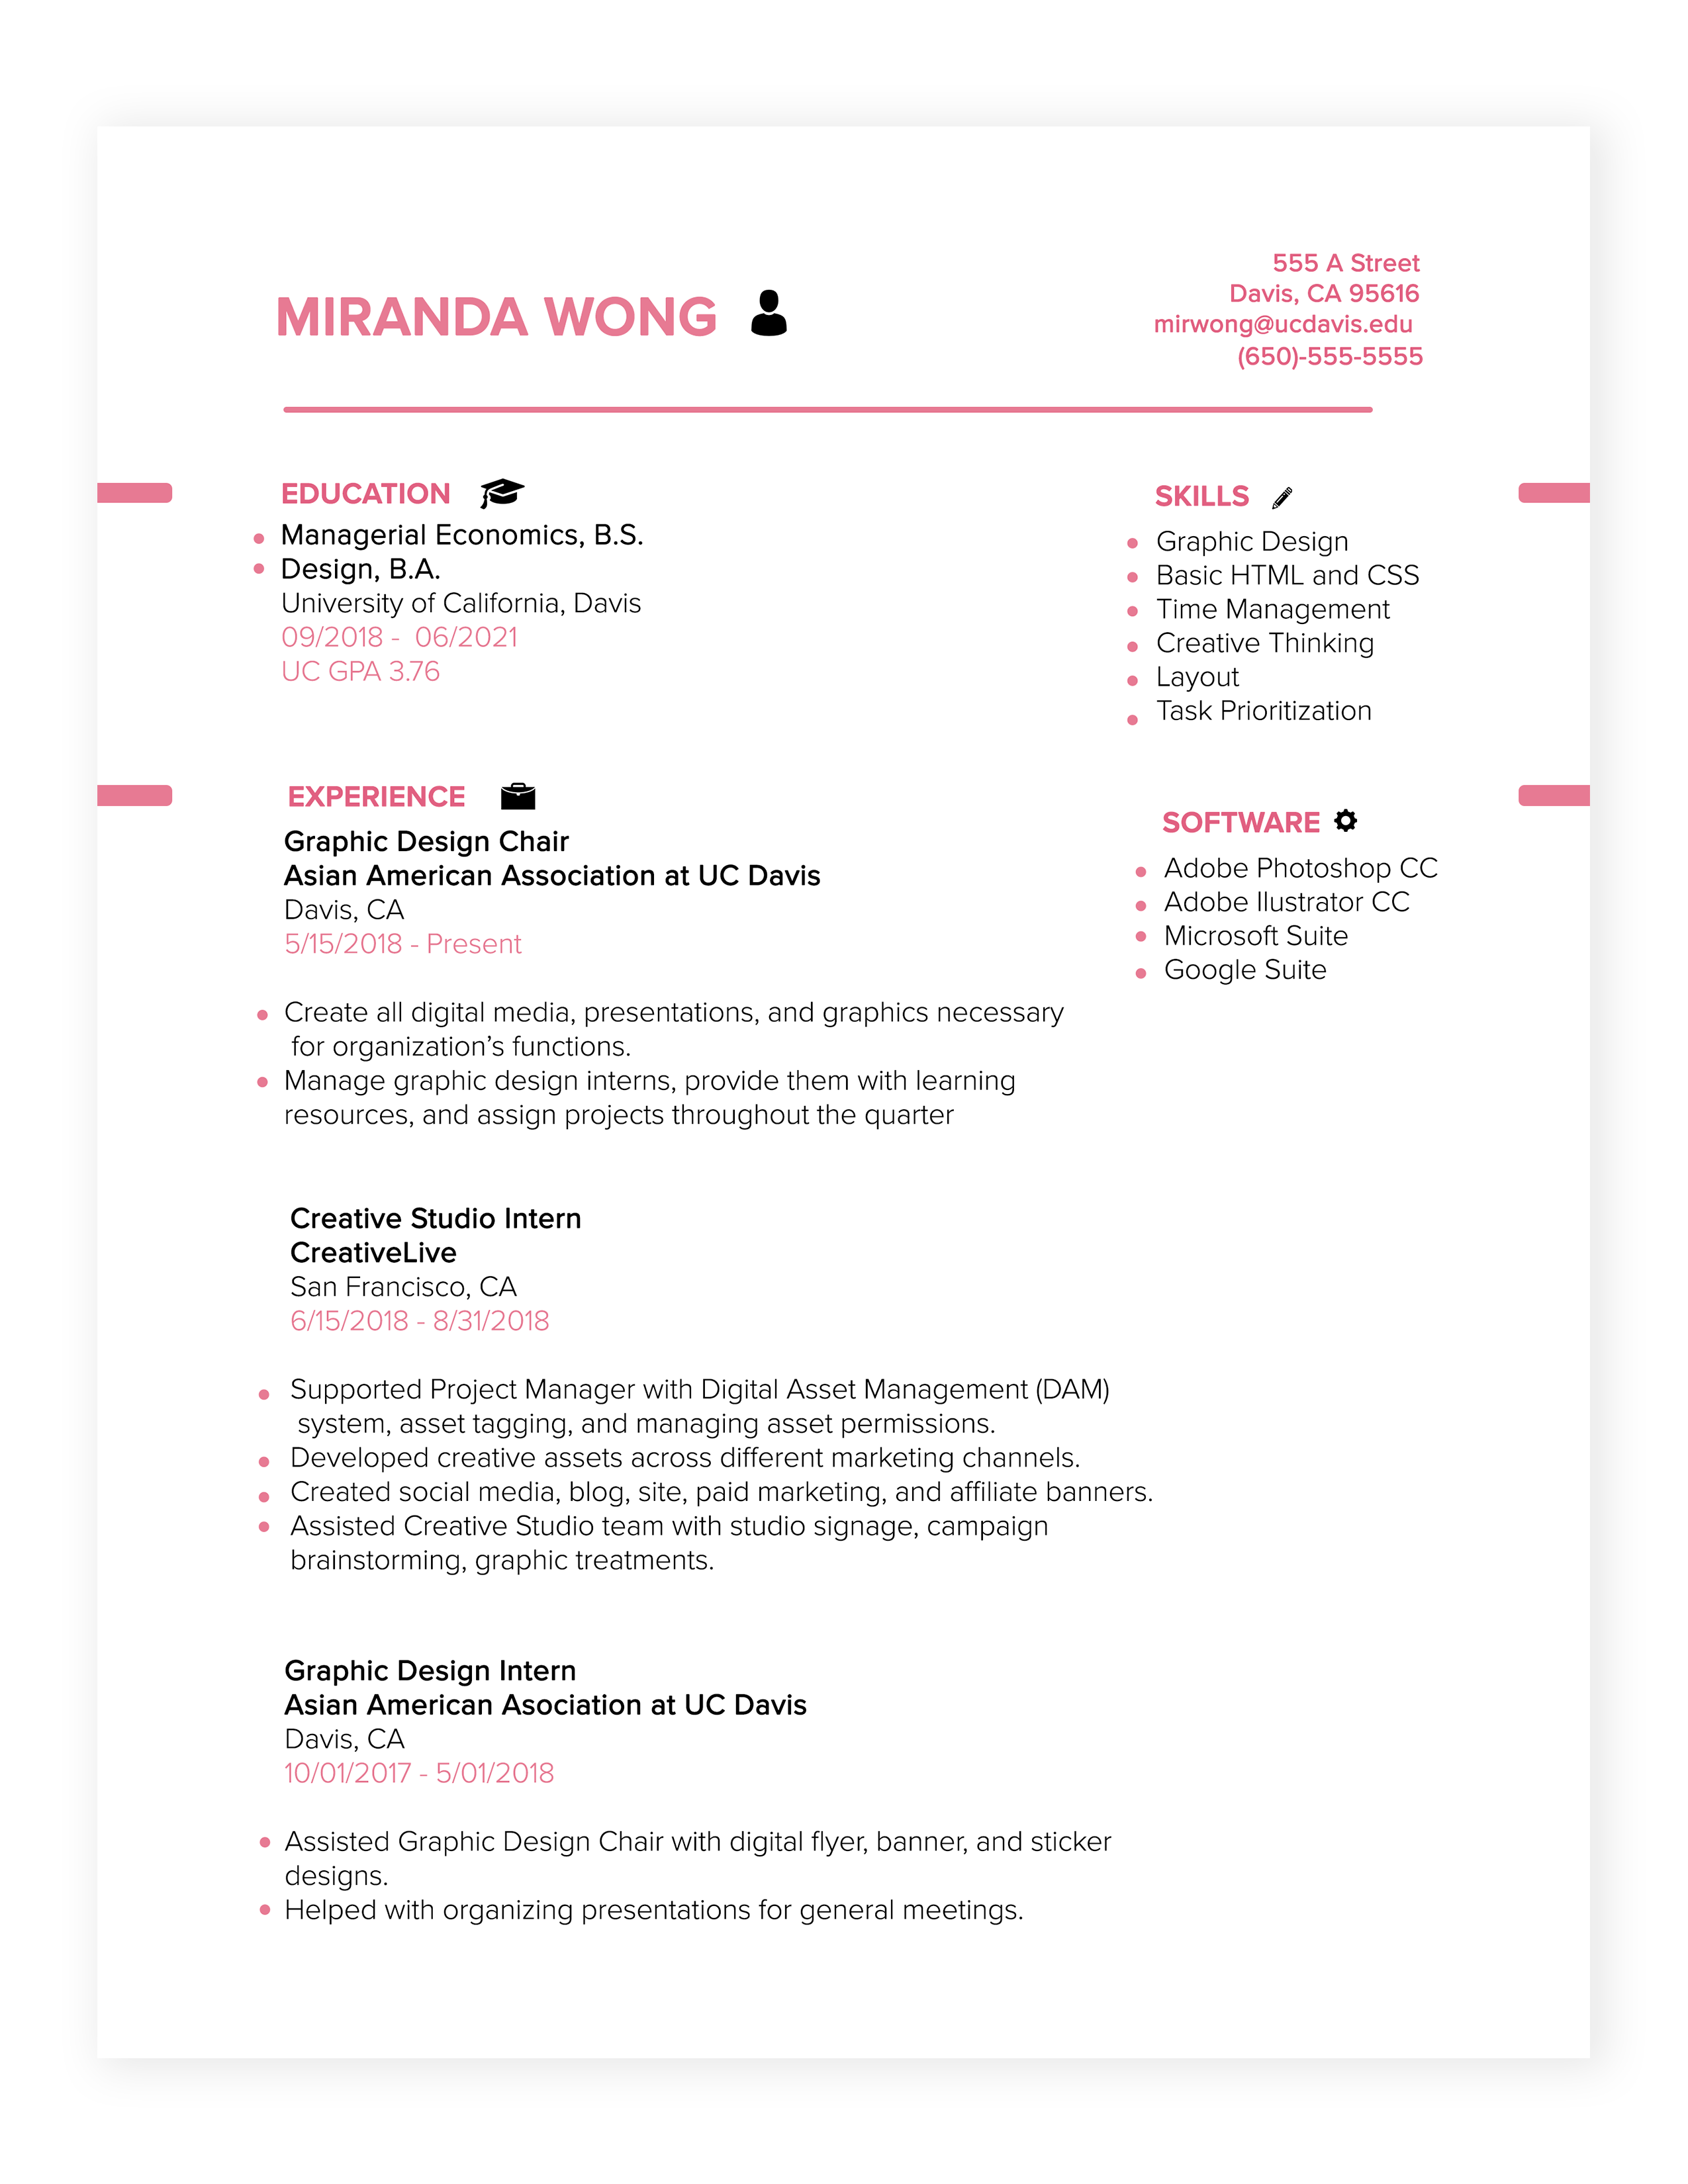 MIRANDA WONG
555 A Street
Davis, CA 95616
mirwong@ucdavis.edu
(650)-555-5555
EDUCATION
Managerial Economics, B.S.
Design, B.A.
University of California, Davis
09/2018 -  06/2021
UC GPA 3.76
EXPERIENCE
Graphic Design Chair
Asian American Association at UC Davis
Davis, CA
5/15/2018 - Present
Create all digital media, presentations, and graphics necessary
for organization’s functions.
Manage graphic design interns, provide them with learning
resources, and assign projects throughout the quarter
Creative Studio Intern
CreativeLive
San Francisco, CA
6/15/2018 - 8/31/2018
Supported Project Manager with Digital Asset Management (DAM)
system, asset tagging, and managing asset permissions.
Developed creative assets across different marketing channels.
Created social media, blog, site, paid marketing, and affiliate banners.
Assisted Creative Studio team with studio signage, campaign
brainstorming, graphic treatments.
Graphic Design Intern
Asian American Asociation at UC Davis
Davis, CA
10/01/2017 - 5/01/2018
Assisted Graphic Design Chair with digital flyer, banner, and sticker
designs.
Helped with organizing presentations for general meetings.
SKILLS
Graphic Design
Basic HTML and CSS
Time Management
Creative Thinking
Layout
Task Prioritization
SOFTWARE
Adobe Photoshop CC
Adobe Ilustrator CC
Microsoft Suite
Google Suite